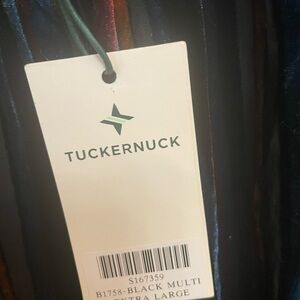 TUCKERNUCK
S167359
B1758-BLACK MULTI
EXTRA LARGE